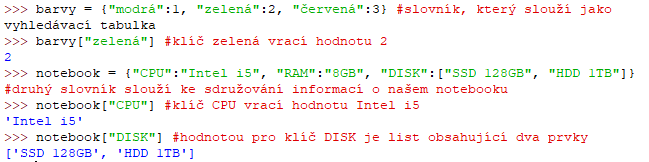 >>> barvy = {"modrá":1, "zelená":2, "červená":3} #slovník, který slouží jako
vyhledávací tabulka
>>> barvy["zelená"] #klíč zelená vrací hodnotu 2
2
>>> notebook = {"CPU":"Intel i5", "RAM":"8GB", "DISK":["SSD 128GB", "HDD 1TB"]}
#druhý slovník slouží ke sdružování informací o našem notebooku
>>> notebook["CPU"] #klíč CPU vrací hodnotu Intel i5
'Intel i5'
>>> notebook["DISK"] #hodnotou pro klíč DISK je list obsahující dva prvky
['SSD 128GB', 'HDD 1TB']